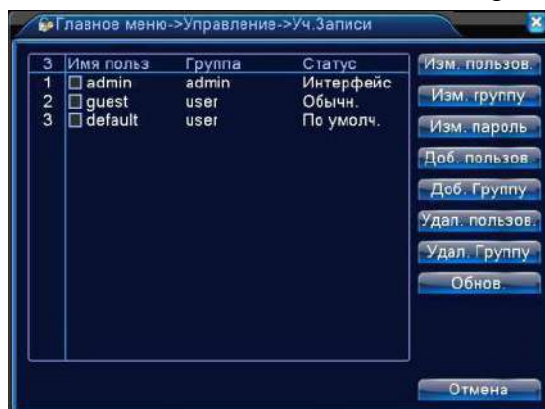 Главное меню->Управление->Уч.Записи
3 Имя польз Группа Статус
1 admin admin Интерфейс
2 guest user Обычн.
3 default user По умолч.
Изм. пользов.
Изм. группу
Изм. пароль
Доб. пользов
Доб. Группу
Удал. пользов.
Удал. Группу
Обнов.
Отмена